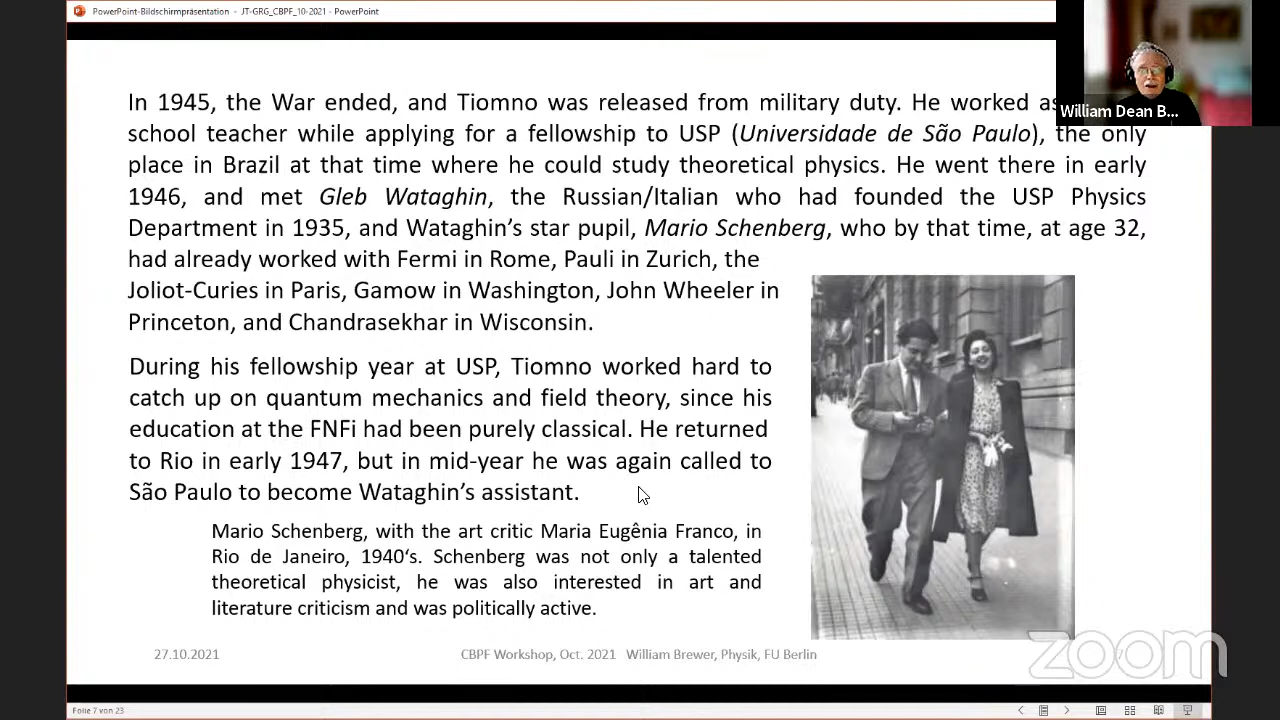 PowerPoint-Bildschirmpräsentation - JT-GRG_CBPF_10-2021 - PowerPoint
William Dean B...
In 1945, the War ended, and Tiomno was released from military duty. He worked as
school teacher while applying for a fellowship to USP (Universidade de São Paulo), the only
place in Brazil at that time where he could study theoretical physics. He went there in early
1946, and met Gleb Wataghin, the Russian/Italian who had founded the USP Physics
Department in 1935, and Wataghin's star pupil, Mario Schenberg, who by that time, at age 32,
had already worked with Fermi in Rome, Pauli in Zurich, the
Joliot-Curies in Paris, Gamow in Washington, John Wheeler in
Princeton, and Chandrasekhar in Wisconsin.
During his fellowship year at USP, Tiomno worked hard to
catch up on quantum mechanics and field theory, since his
education at the FNFi had been purely classical. He returned
to Rio in early 1947, but in mid-year he was again called to
São Paulo to become Wataghin's assistant.
Mario Schenberg, with the art critic Maria Eugênia Franco, in
Rio de Janeiro, 1940's. Schenberg was not only a talented
theoretical physicist, he was also interested in art and
literature criticism and was politically active.
27.10.2021
CBPF Workshop, Oct. 2021 William Brewer, Physik, FU Berlin
zoom
Folie 7 von 23